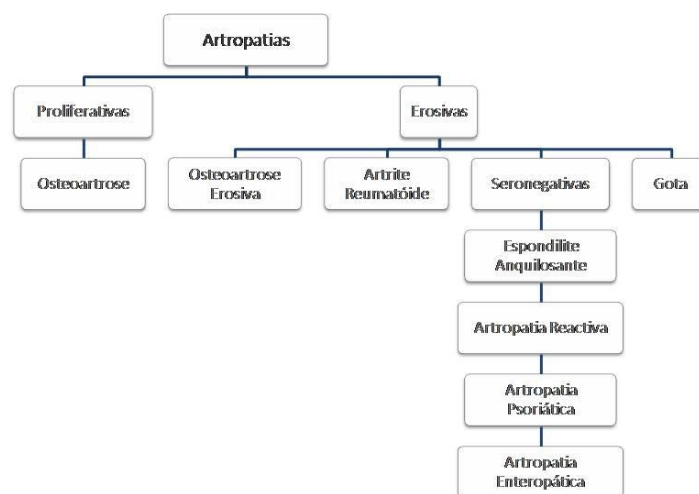 Artropatias
Proliferativas
Erosivas
Osteoartrose
Osteoartrose
Erosiva
Artrite
Reumatóide
Seronegativas
Gota
Espondilite
Anquilosante
Artropatia Reactiva
Artropatia
Psoriática
Artropatia
Enteropática